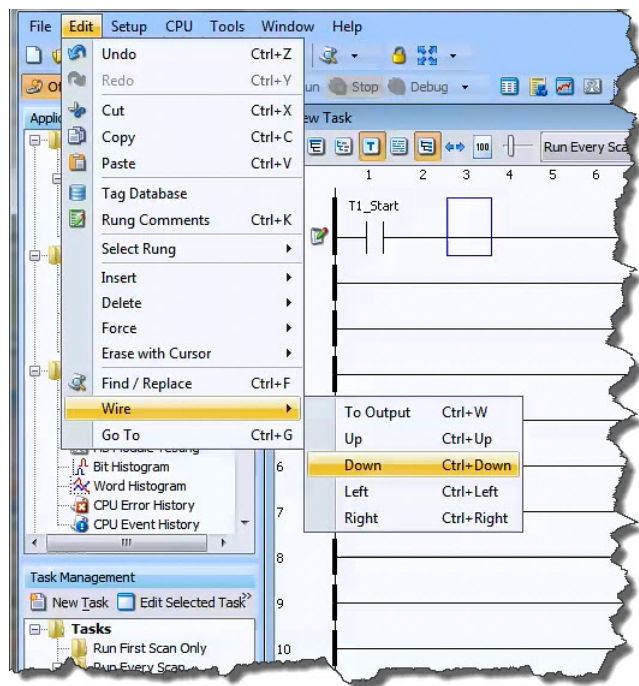 File Edit Setup CPU Tools Window Help
Undo Ctrl+Z
Redo Ctrl+Y
Stop Debug
Cut Ctrl+X
Copy Ctrl+C
Task
Paste Ctrl+V
T 100 Run Every
Tag Database
1 2 3 4 5 6
Rung Comments Ctrl+K
T1_Start
Select Rung
Insert
Delete
Force
Erase with Cursor
Find / Replace Ctrl+F
Wire
To Output Ctrl+W
Go To Ctrl+G
Up Ctrl+Up
Bit Histogram
6
Down Ctrl+Down
Word Histogram
Left Ctrl+Left
CPU Error History
7
Right Ctrl+Right
CPU Event History
8
Task Management
New Task Edit Selected Task
9
Tasks
Run First Scan Only
10
Run Every Scan